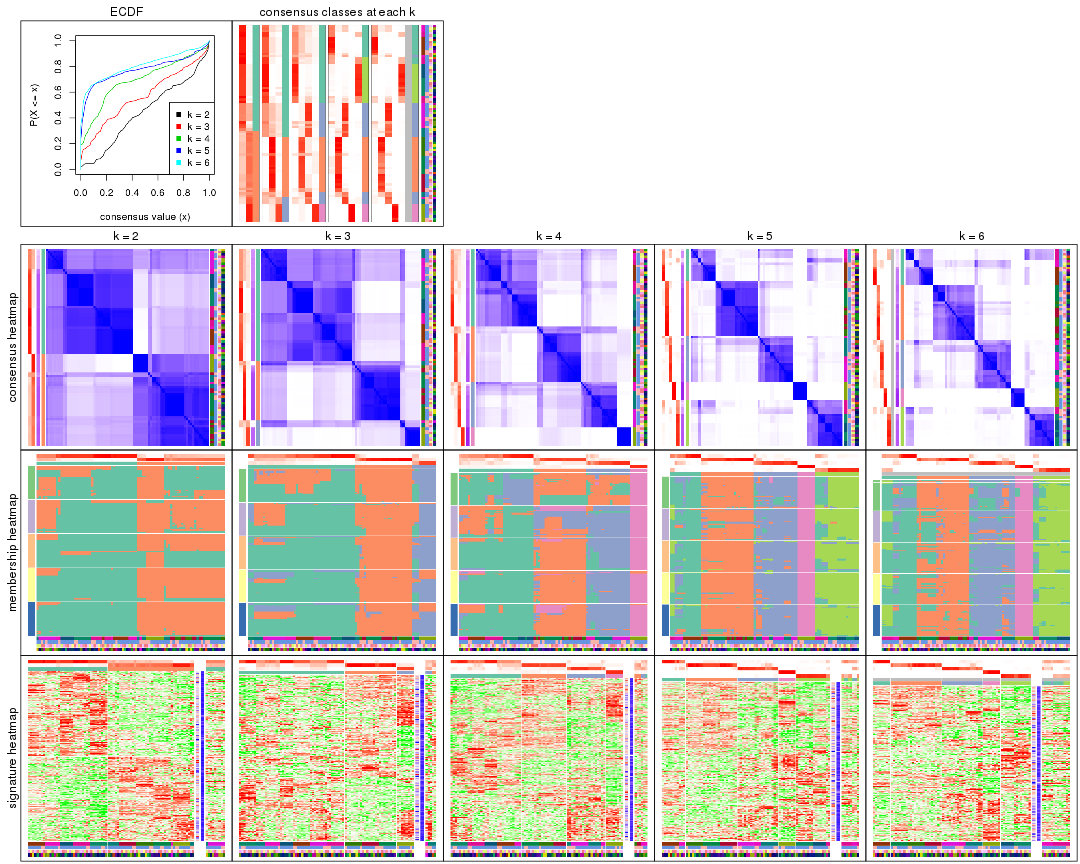 ECDF
consensus classes at each k
P(X <= x)
0.0 0.2 0.4 0.6 0.8 1.0
k = 2
k = 3
k = 4
k = 5
k = 6
0.0 0.2 0.4 0.6 0.8 1.0
consensus value (x)
k = 2
k = 3
k = 4
k = 5
k = 6
consensus heatmap
membership heatmap
signature heatmap